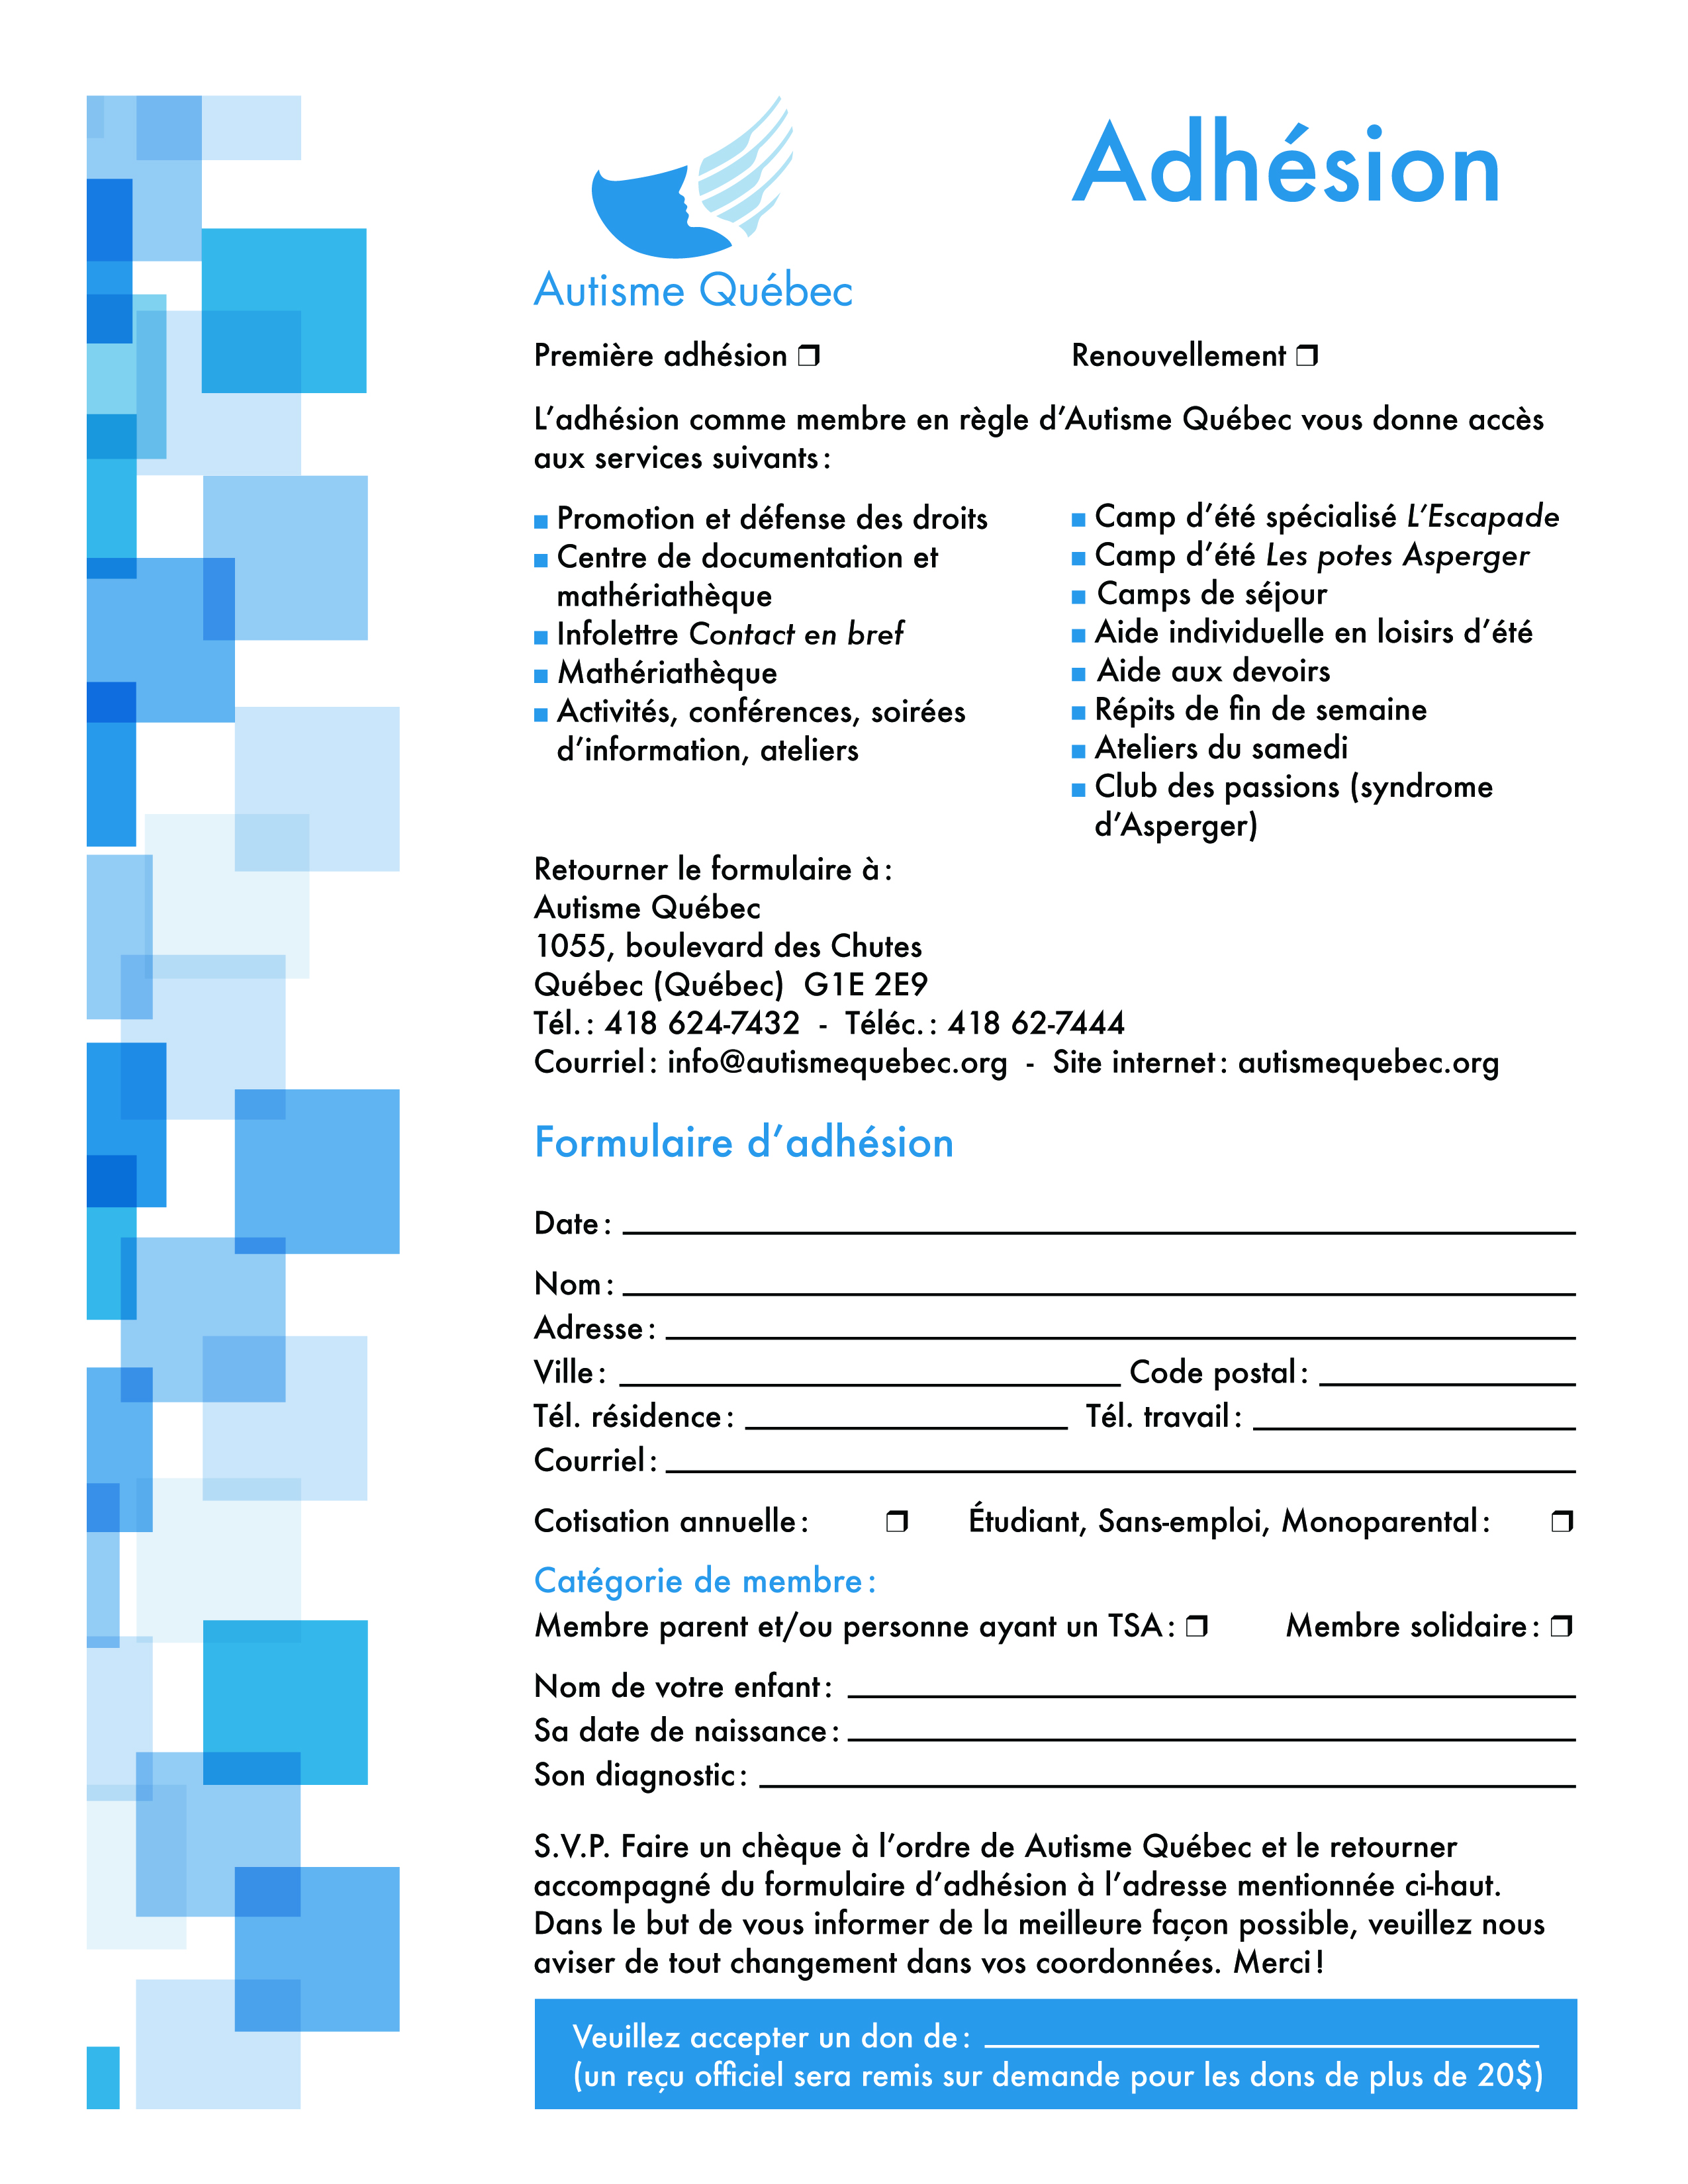 Adhésion
Autisme Québec
Première adhésion ❒
Renouvellement ❒
L’adhésion comme membre en règle d’Autisme Québec vous donne accès
aux services suivants :
■ Promotion et défense des droits
■ Centre de documentation et
mathériathèque
■ Infolettre Contact en bref
■ Mathériathèque
■ Activités, conférences, soirées
d’information, ateliers
■ Camp d’été spécialisé L’Escapade
■ Camp d’été Les potes Asperger
■ Camps de séjour
■ Aide individuelle en loisirs d’été
■ Aide aux devoirs
■ Répits de fin de semaine
■ Ateliers du samedi
■ Club des passions (syndrome
d’Asperger)
Retourner le formulaire à :
Autisme Québec
1055, boulevard des Chutes
Québec (Québec) G1E 2E9
Tél. : 418 624-7432 - Téléc. : 418 62-7444
Courriel : info@autismequebec.org - Site internet : autismequebec.org
Formulaire d’adhésion
Date :
Nom :
Adresse :
Ville : Code postal :
Tél. résidence : Tél. travail :
Courriel :
Cotisation annuelle : ❒ Étudiant, Sans-emploi, Monoparental : ❒
Catégorie de membre :
Membre parent et/ou personne ayant un TSA : ❒ Membre solidaire : ❒
Nom de votre enfant :
Sa date de naissance :
Son diagnostic :
S.V.P. Faire un chèque à l’ordre de Autisme Québec et le retourner
accompagné du formulaire d’adhésion à l’adresse mentionnée ci-haut.
Dans le but de vous informer de la meilleure façon possible, veuillez nous
aviser de tout changement dans vos coordonnées. Merci !
Veuillez accepter un don de :
(un reçu officiel sera remis sur demande pour les dons de plus de 20$)